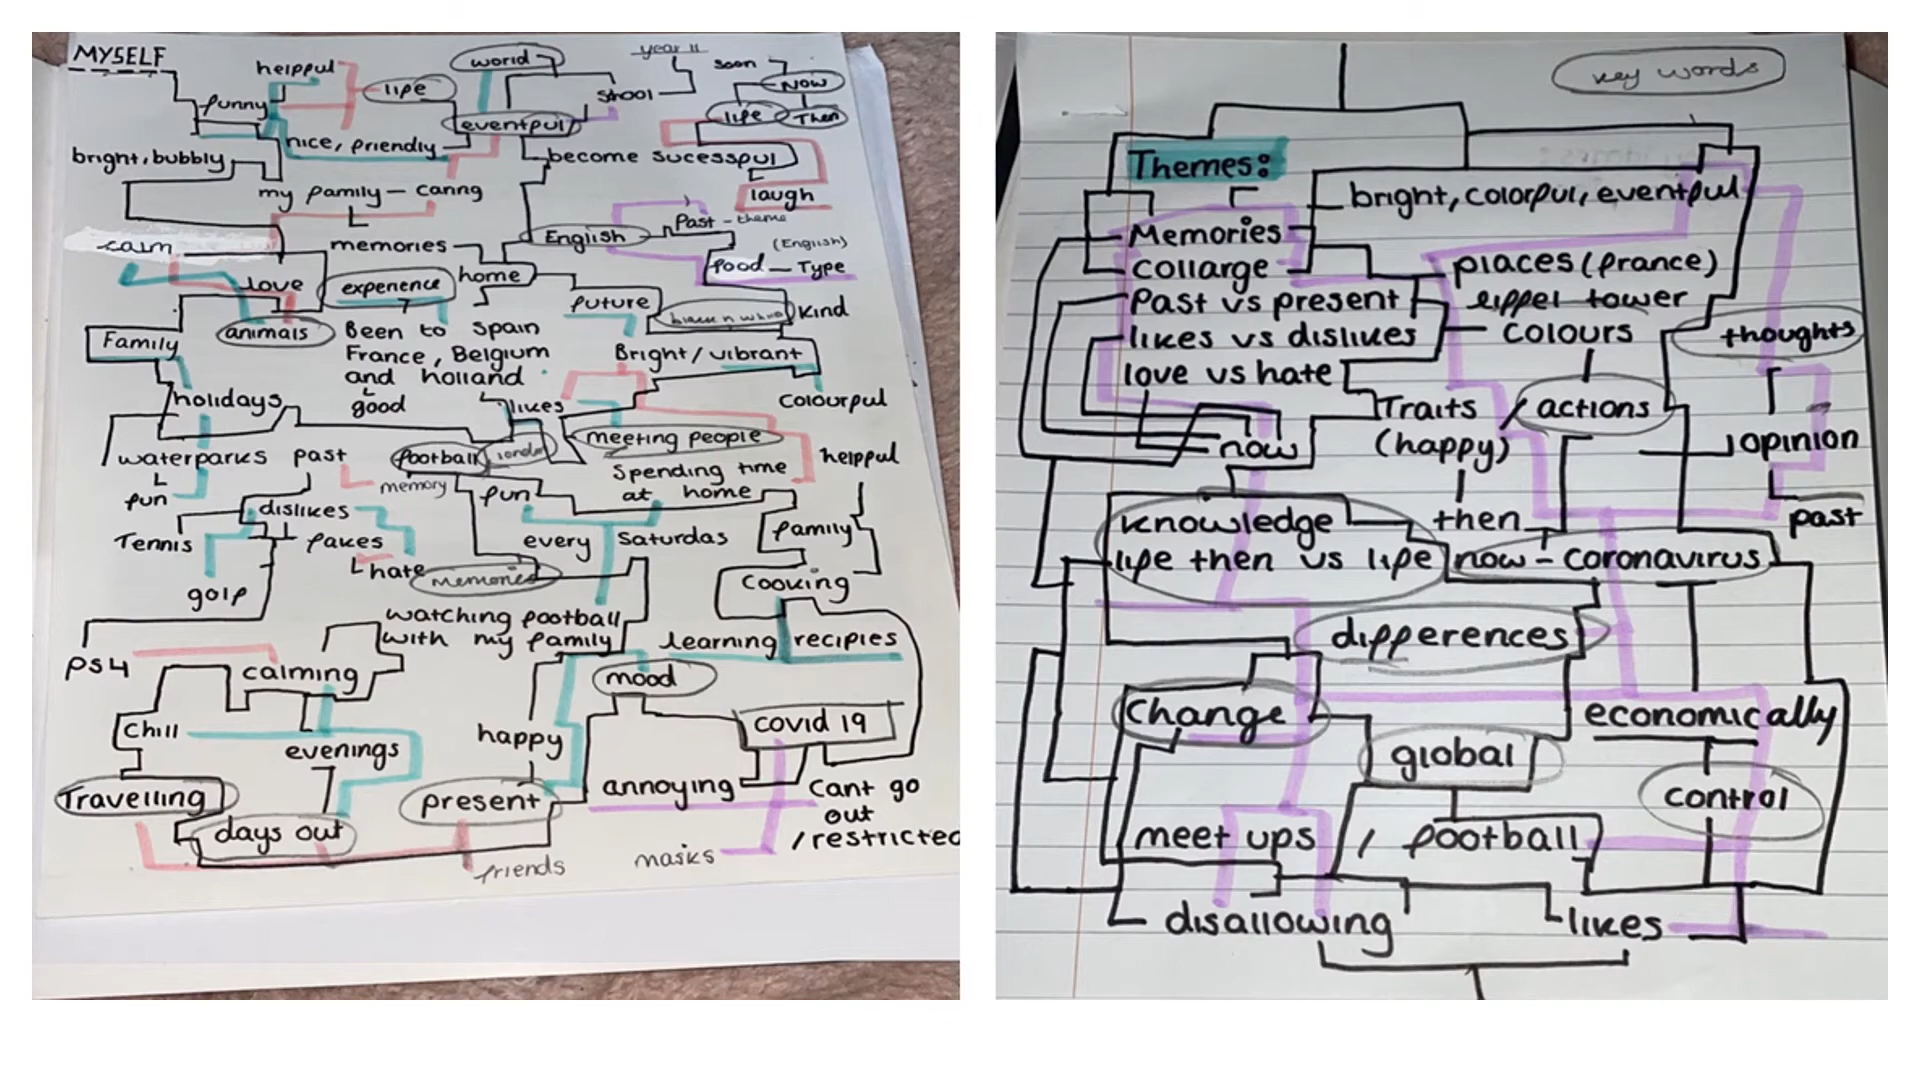 MYSELF
helpful
world
year 11
soon
Now
life
funny
school
life
Then
eventful
nice, friendly
bright, bubbly
become sucessful
my family - caring
laugh
Past - theme
memories
English
(English)
calm
food - Type
love
experience
home
future
kind
animals
Family
Been to Spain
France, Belgium
and holland
Bright / vibrant
good
holidays
likes
colourful
meeting people
waterparks
past
football
helpful
spending time
at home
memory
fun
fun
dislikes
Tennis
fakes
every Saturdas
family
hate
Memories
cooking
golf
watching football
with my family
learning recipies
PS4
calming
mood
chill
evenings
happy
covid 19
Travelling
present
annoying
Cant go
out
/restricted
days out
friends
masks
key words
Themes:
bright, colorful, eventful
Memories
collarge
places (france)
Past vs present
eiffel tower
likes vs dislikes
colours
thoughts
love vs hate
Traits / actions
(happy)
now
opinion
knowledge
then
past
life then vs life now - coronavirus
differences
change
economically
global
control
meet ups / football
disallowing
likes